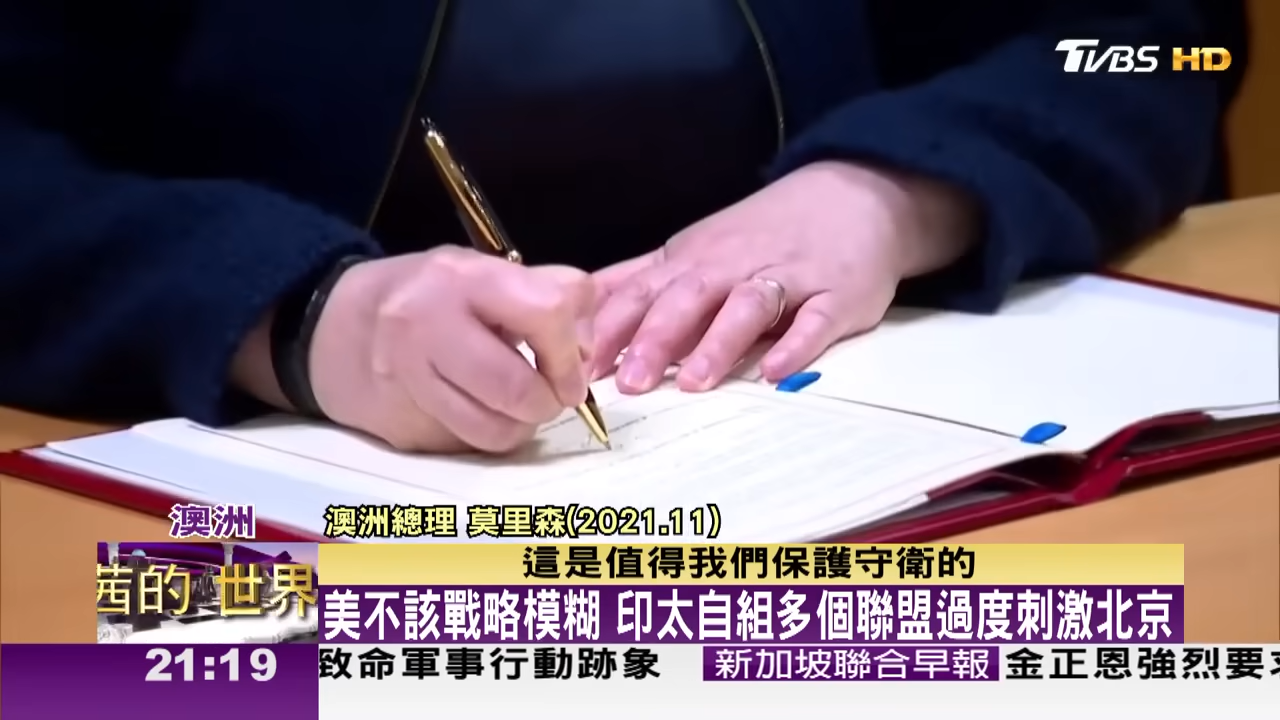 TVBS HD
澳洲
澳洲總理 莫里森(2021.11)
這是值得我們保護守衛的
茜的 世界
美不該戰略模糊 印太自組多個聯盟過度刺激北京
21:19
致命軍事行動跡象 新加坡聯合早報 金正恩強烈要求